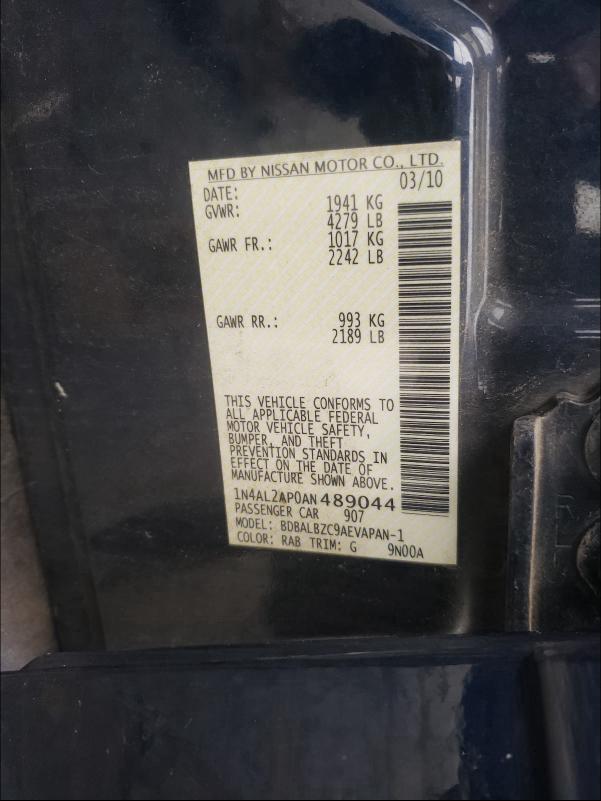 MFD BY NISSAN MOTOR CO., LTD.
DATE: 03/10
GVWR: 1941 KG
4279 LB
GAWR FR.: 1017 KG
2242 LB
GAWR RR.: 993 KG
2189 LB
THIS VEHICLE CONFORMS TO
ALL APPLICABLE FEDERAL
MOTOR VEHICLE SAFETY,
BUMPER, AND THEFT
PREVENTION STANDARDS IN
EFFECT ON THE DATE OF
MANUFACTURE SHOWN ABOVE.
1N4AL2AP0AN489044
PASSENGER CAR 907
MODEL: BDBALBZC9AEVAPAN-1
COLOR: RAB TRIM: G 9N00A